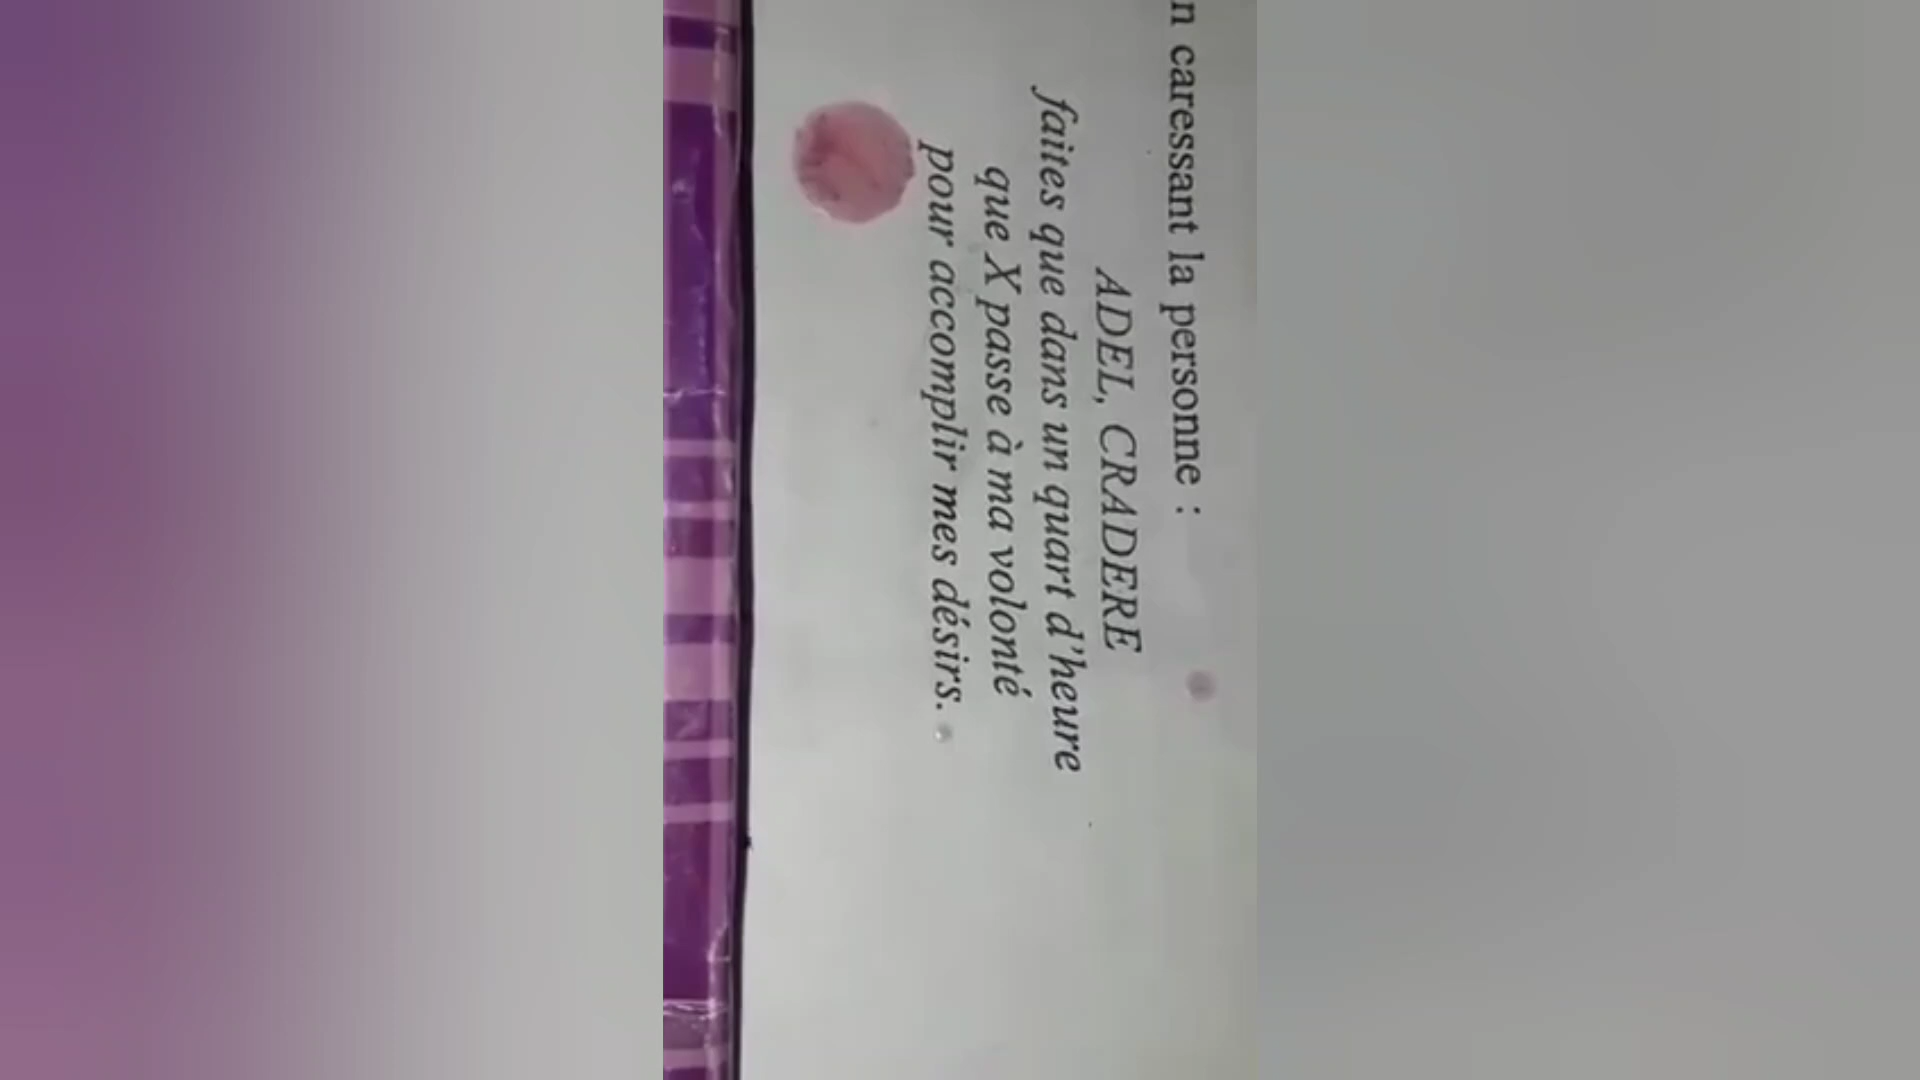 n caressant la personne :
ADEL, CRADERE
faites que dans un quart d'heure
que X passe à ma volonté
pour accomplir mes désirs.